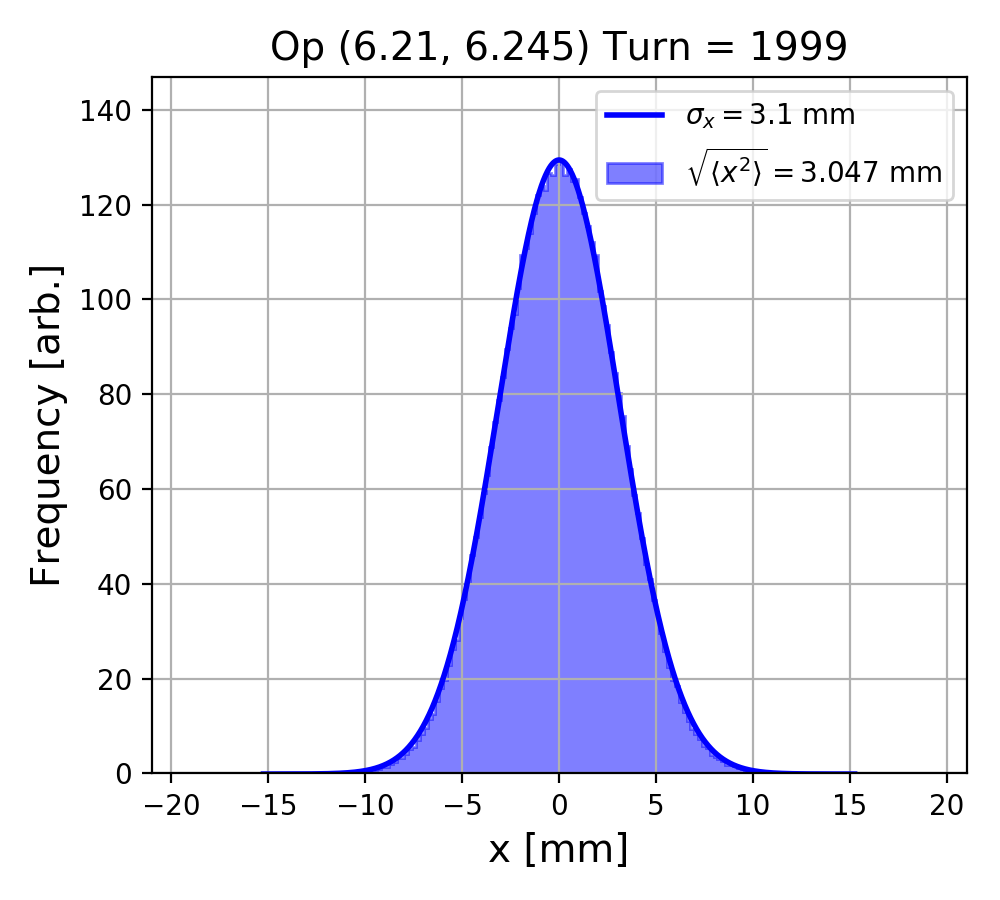 Op (6.21, 6.245) Turn = 1999
σₓ = 3.1 mm
√⟨x²⟩ = 3.047 mm
Frequency [arb.]
140
120
100
80
60
40
20
0
−20 −15 −10 −5 0 5 10 15 20
x [mm]